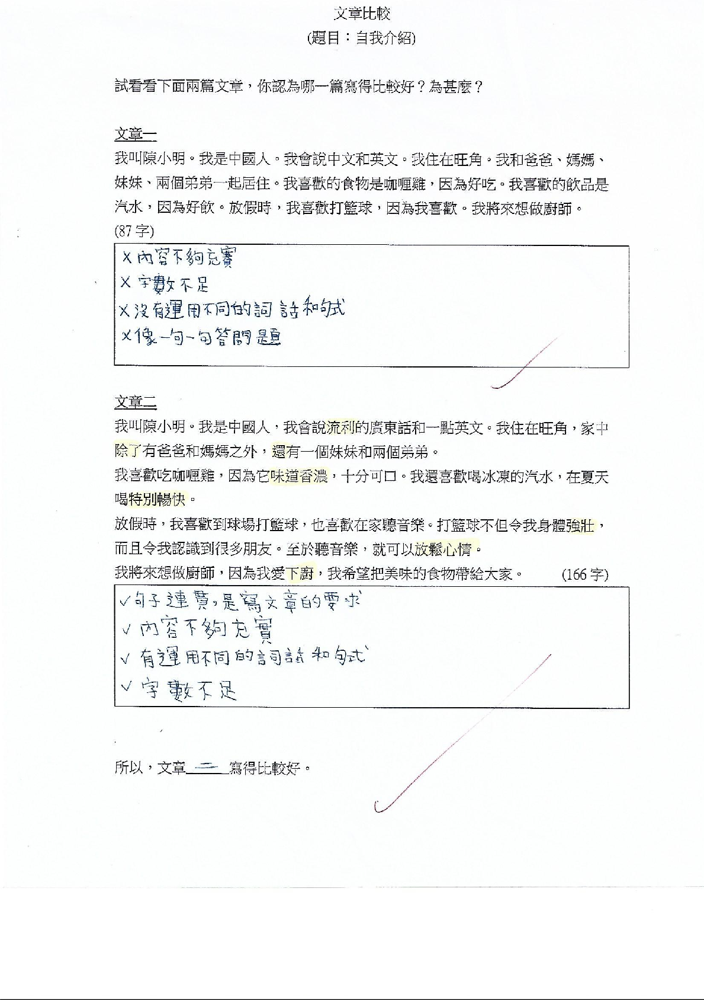 文章比較
(題目：自我介紹)
試看看下面兩篇文章，你認為哪一篇寫得比較好？為甚麼？
文章一
我叫陳小明。我是中國人。我會說中文和英文。我住在旺角。我和爸爸、媽媽、
妹妹、兩個弟弟一起居住。我喜歡的食物是咖喱雞，因為好吃。我喜歡的飲品是
汽水，因為好飲。放假時，我喜歡打籃球，因為我喜歡。我將來想做廚師。
(87 字)
X 內容不夠充實
X 字數不足
X 沒有運用不同的詞語和句式
X 像一句一句答問題
文章二
我叫陳小明。我是中國人，我會說流利的廣東話和一點英文。我住在旺角，家中
除了有爸爸和媽媽之外，還有一個妹妹和兩個弟弟。
我喜歡吃咖喱雞，因為它味道香濃，十分可口。我還喜歡喝冰凍的汽水，在夏天
喝特別暢快。
放假時，我喜歡到球場打籃球，也喜歡在家聽音樂。打籃球不但令我身體強壯，
而且令我認識到很多朋友。至於聽音樂，就可以放鬆心情。
我將來想做廚師，因為我愛下廚，我希望把美味的食物帶給大家。 (166 字)
✓句子連貫，是寫文章的要求
✓ 內容不夠充實
✓ 有運用不同的詞語和句式
✓ 字數不足
所以，文章 二 寫得比較好。